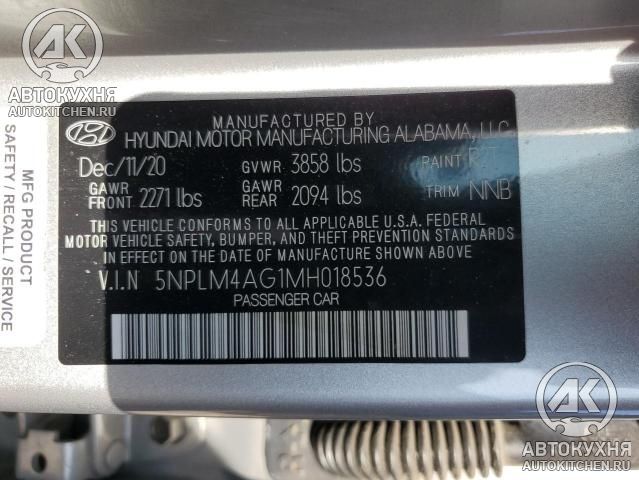 АВТОКУХНЯ
AUTOKITCHEN.RU
MFG PRODUCT
SAFETY / RECALL / SERVICE
MANUFACTURED BY
HYUNDAI MOTOR MANUFACTURING ALABAMA, LLC
Dec/11/20 GVWR 3858 lbs PAINT
GAWR FRONT 2271 lbs GAWR REAR 2094 lbs TRIM NNB
THIS VEHICLE CONFORMS TO ALL APPLICABLE U.S.A. FEDERAL
MOTOR VEHICLE SAFETY, BUMPER, AND THEFT PREVENTION STANDARDS
IN EFFECT ON THE DATE OF MANUFACTURE SHOWN ABOVE.
V.I.N 5NPLM4AG1MH018536
PASSENGER CAR
АК
АВТОКУХНЯ
AUTOKITCHEN.RU